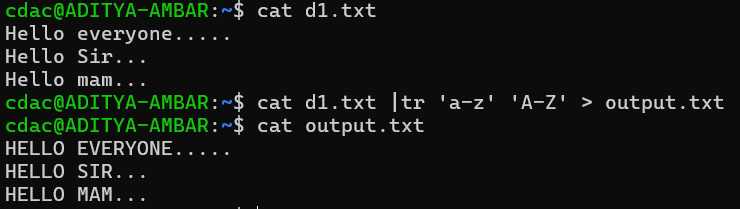 cdac@ADITYA-AMBAR:~$ cat d1.txt
Hello everyone.....
Hello Sir...
Hello mam...
cdac@ADITYA-AMBAR:~$ cat d1.txt |tr 'a-z' 'A-Z' > output.txt
cdac@ADITYA-AMBAR:~$ cat output.txt
HELLO EVERYONE.....
HELLO SIR...
HELLO MAM...